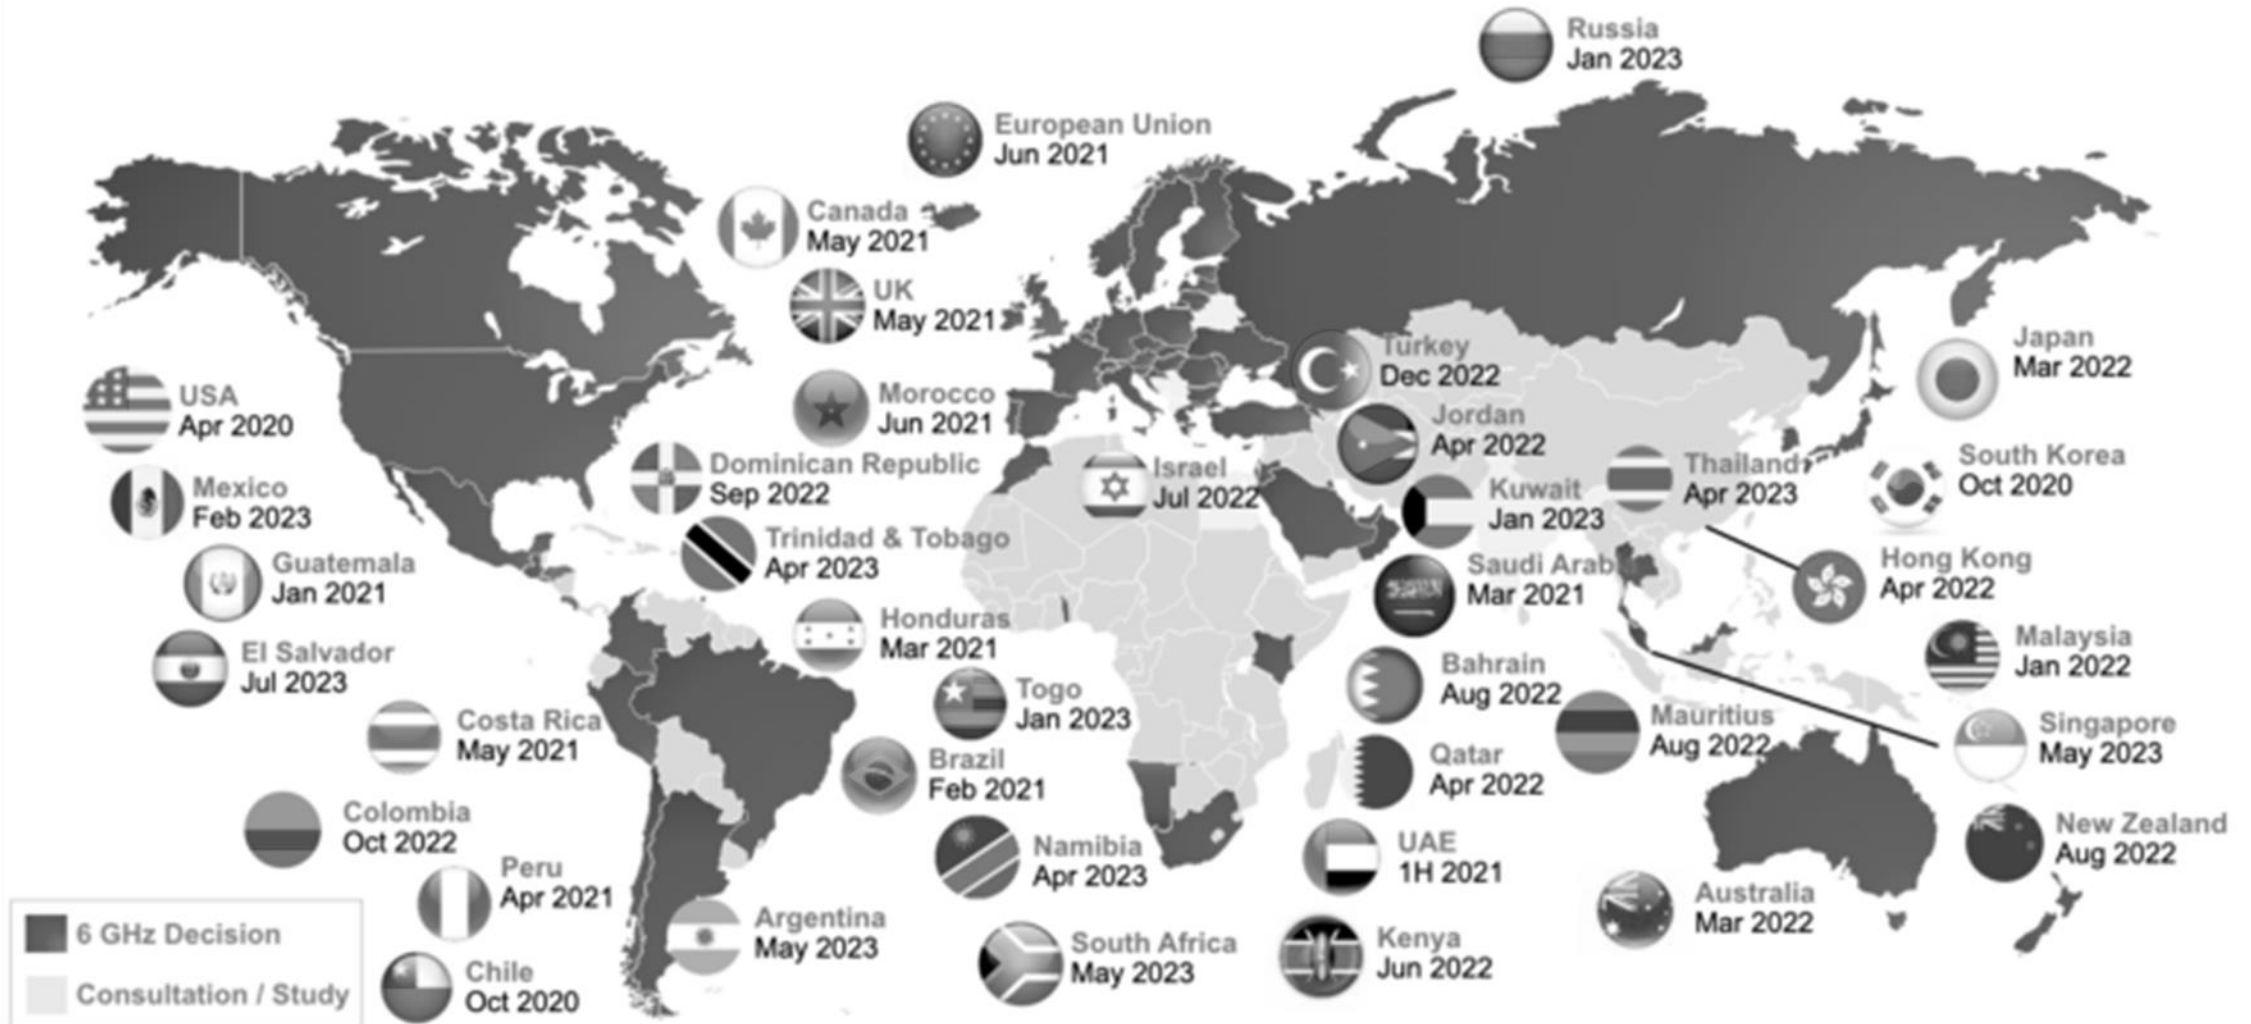 Russia
Jan 2023
European Union
Jun 2021
Canada
May 2021
UK
May 2021
Japan
Mar 2022
Turkey
Dec 2022
USA
Apr 2020
Morocco
Jun 2021
Jordan
Apr 2022
Dominican Republic
Sep 2022
Israel
Jul 2022
Thailand
Apr 2023
South Korea
Oct 2020
Mexico
Feb 2023
Kuwait
Jan 2023
Trinidad & Tobago
Apr 2023
Guatemala
Jan 2021
Saudi Arab
Mar 2021
Hong Kong
Apr 2022
Honduras
Mar 2021
Malaysia
Jan 2022
El Salvador
Jul 2023
Togo
Jan 2023
Bahrain
Aug 2022
Costa Rica
May 2021
Mauritius
Aug 2022
Singapore
May 2023
Brazil
Feb 2021
Qatar
Apr 2022
Colombia
Oct 2022
Namibia
Apr 2023
UAE
1H 2021
New Zealand
Aug 2022
Peru
Apr 2021
Australia
Mar 2022
Argentina
May 2023
South Africa
May 2023
Kenya
Jun 2022
Chile
Oct 2020
6 GHz Decision
Consultation / Study